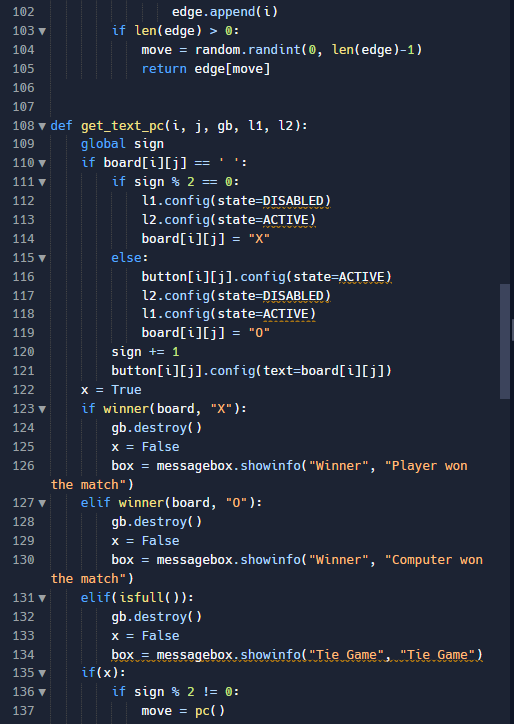 102                 edge.append(i)
103         if len(edge) > 0:
104             move = random.randint(0, len(edge)-1)
105             return edge[move]
106
107
108 def get_text_pc(i, j, gb, l1, l2):
109     global sign
110     if board[i][j] == ' ':
111         if sign % 2 == 0:
112             l1.config(state=DISABLED)
113             l2.config(state=ACTIVE)
114             board[i][j] = "X"
115         else:
116             button[i][j].config(state=ACTIVE)
117             l2.config(state=DISABLED)
118             l1.config(state=ACTIVE)
119             board[i][j] = "O"
120         sign += 1
121         button[i][j].config(text=board[i][j])
122     x = True
123     if winner(board, "X"):
124         gb.destroy()
125         x = False
126         box = messagebox.showinfo("Winner", "Player won
the match")
127     elif winner(board, "O"):
128         gb.destroy()
129         x = False
130         box = messagebox.showinfo("Winner", "Computer won
the match")
131     elif(isfull()):
132         gb.destroy()
133         x = False
134         box = messagebox.showinfo("Tie Game", "Tie Game")
135     if(x):
136         if sign % 2 != 0:
137             move = pc()